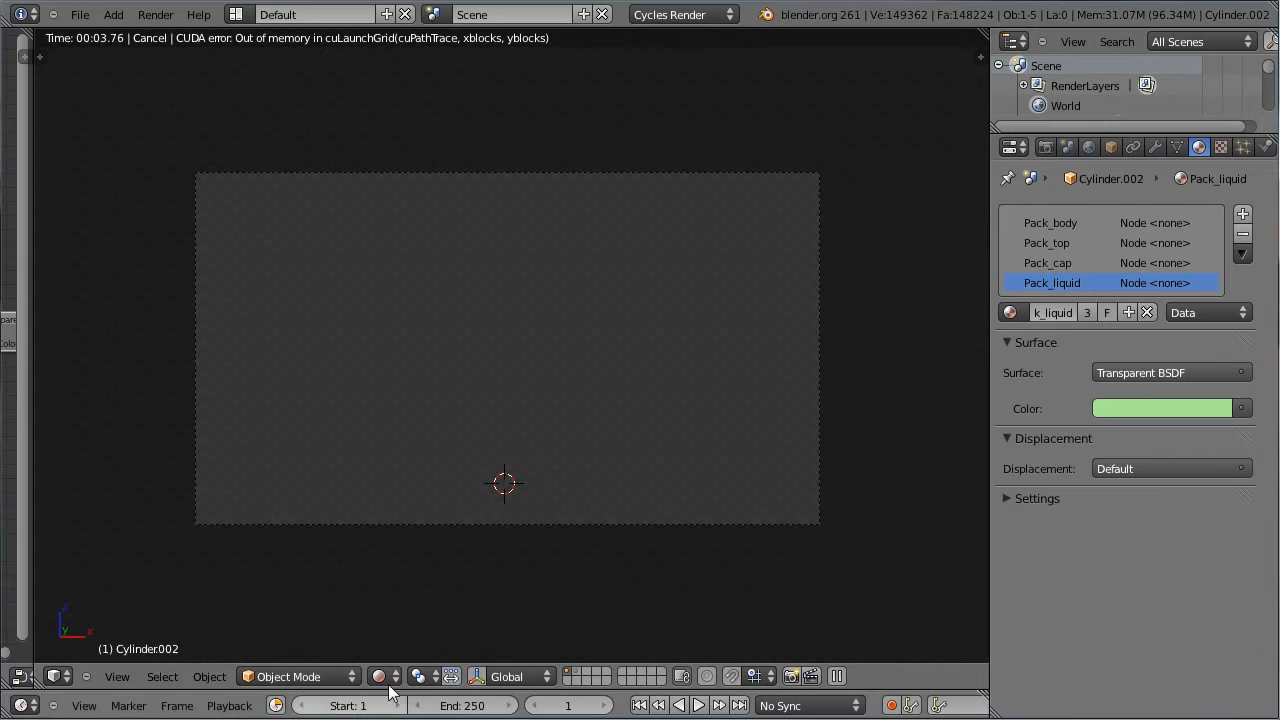 File Add Render Help Default Scene Cycles Render blender.org 261 | Ve:149362 | Fa:148224 | Ob:1-5 | La:0 | Mem:31.07M (96.34M) | Cylinder.002
Time: 00:03.76 | Cancel | CUDA error: Out of memory in cuLaunchGrid(cuPathTrace, xblocks, yblocks)
View Search All Scenes
Scene
RenderLayers |
World
Cylinder.002 Pack_liquid
Pack_body Node <none>
Pack_top Node <none>
Pack_cap Node <none>
Pack_liquid Node <none>
k_liquid 3 F Data
Surface
Surface: Transparent BSDF
Color:
Displacement
Displacement: Default
Settings
(1) Cylinder.002
View Select Object Object Mode Global
View Marker Frame Playback Start: 1 End: 250 1 No Sync